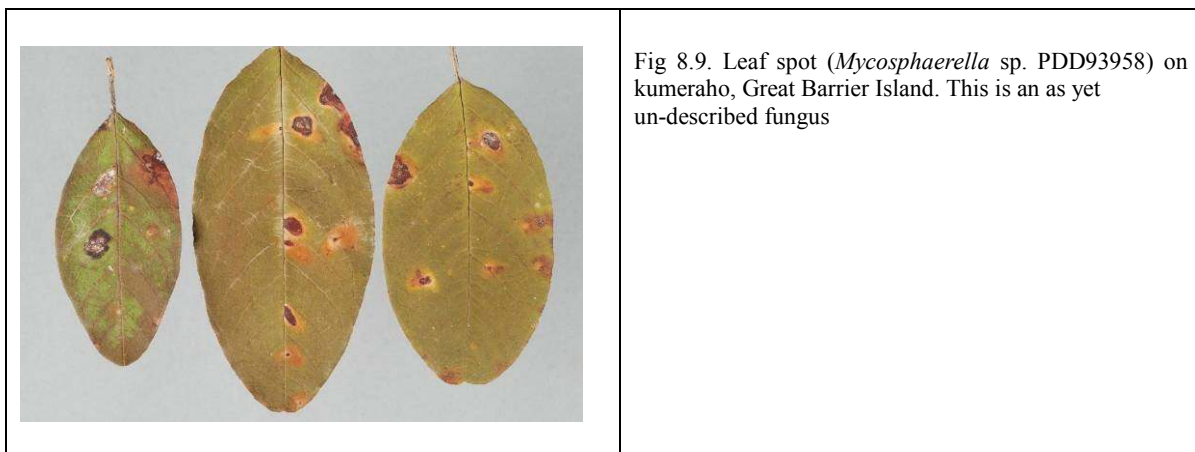 Fig 8.9. Leaf spot (Mycosphaerella sp. PDD93958) on
kumeraho, Great Barrier Island. This is an as yet
un-described fungus